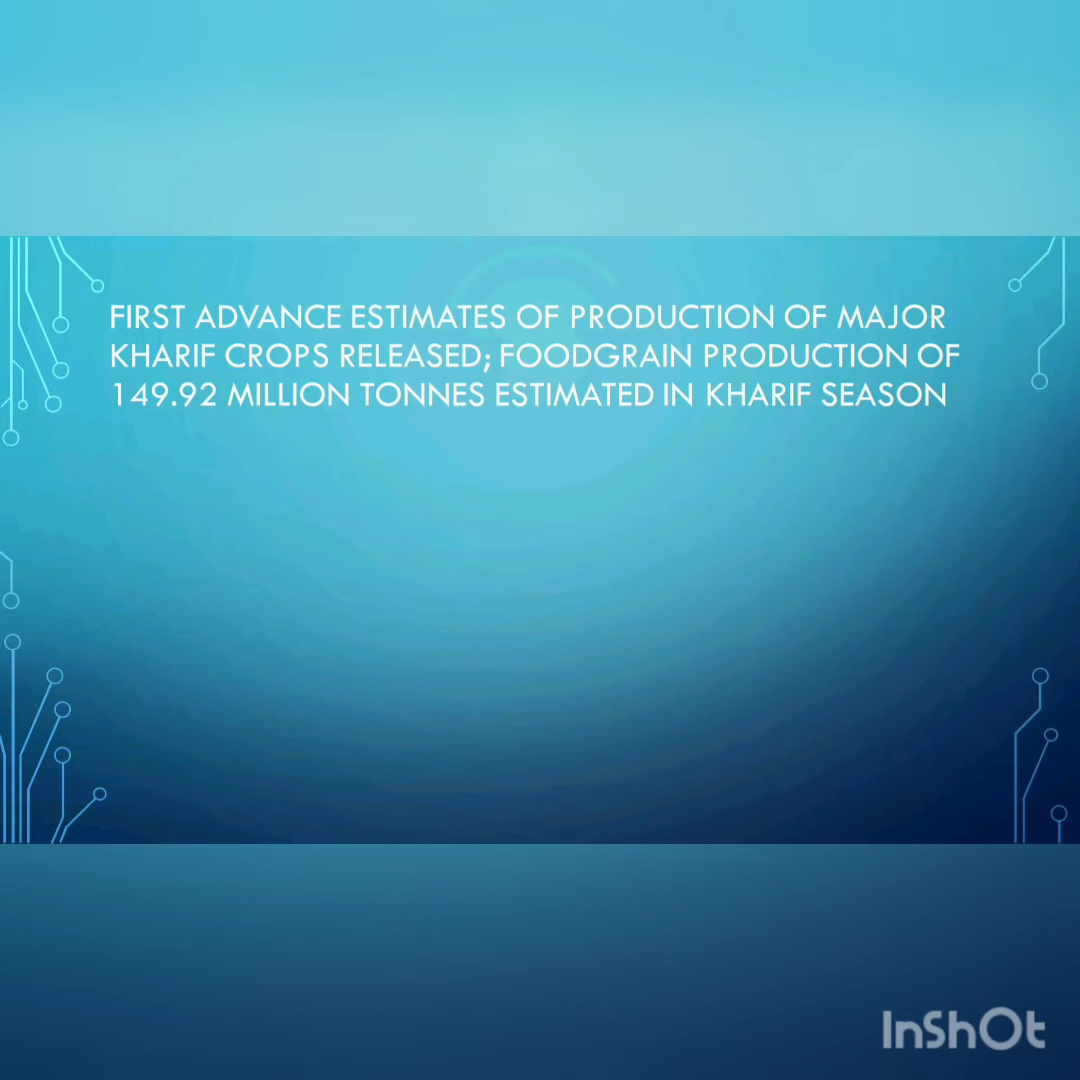 FIRST ADVANCE ESTIMATES OF PRODUCTION OF MAJOR
KHARIF CROPS RELEASED; FOODGRAIN PRODUCTION OF
149.92 MILLION TONNES ESTIMATED IN KHARIF SEASON
InShOt